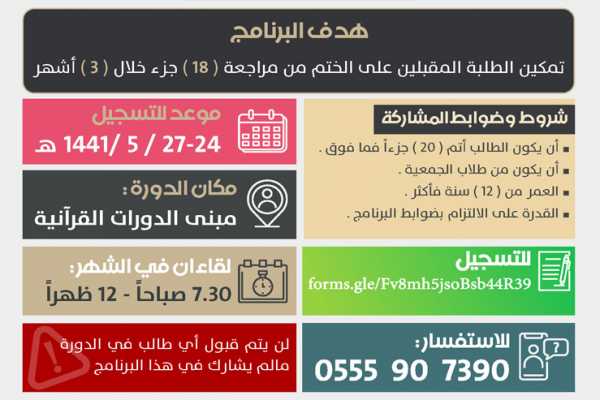 هدف البرنامج
تمكين الطلبة المقبلين على الختم من مراجعة ( 18 ) جزء خلال ( 3 ) أشهر
شروط وضوابط المشاركة
أن يكون الطالب أتم ( 20 ) جزءاً فما فوق .
أن يكون من طلاب الجمعية .
العمر من ( 12 ) سنة فأكثر .
القدرة على الالتزام بضوابط البرنامج .
موعد للتسجيل
24-27 / 5 /1441 هـ
مكان الدورة :
مبنى الدورات القرآنية
للتسجيل
forms.gle/Fv8mh5jsoBsb44R39
لقاءان في الشهر:
7.30 صباحاً - 12 ظهراً
للاستفسار:
0555 90 7390
لن يتم قبول أي طالب في الدورة
مالم يشارك في هذا البرنامج